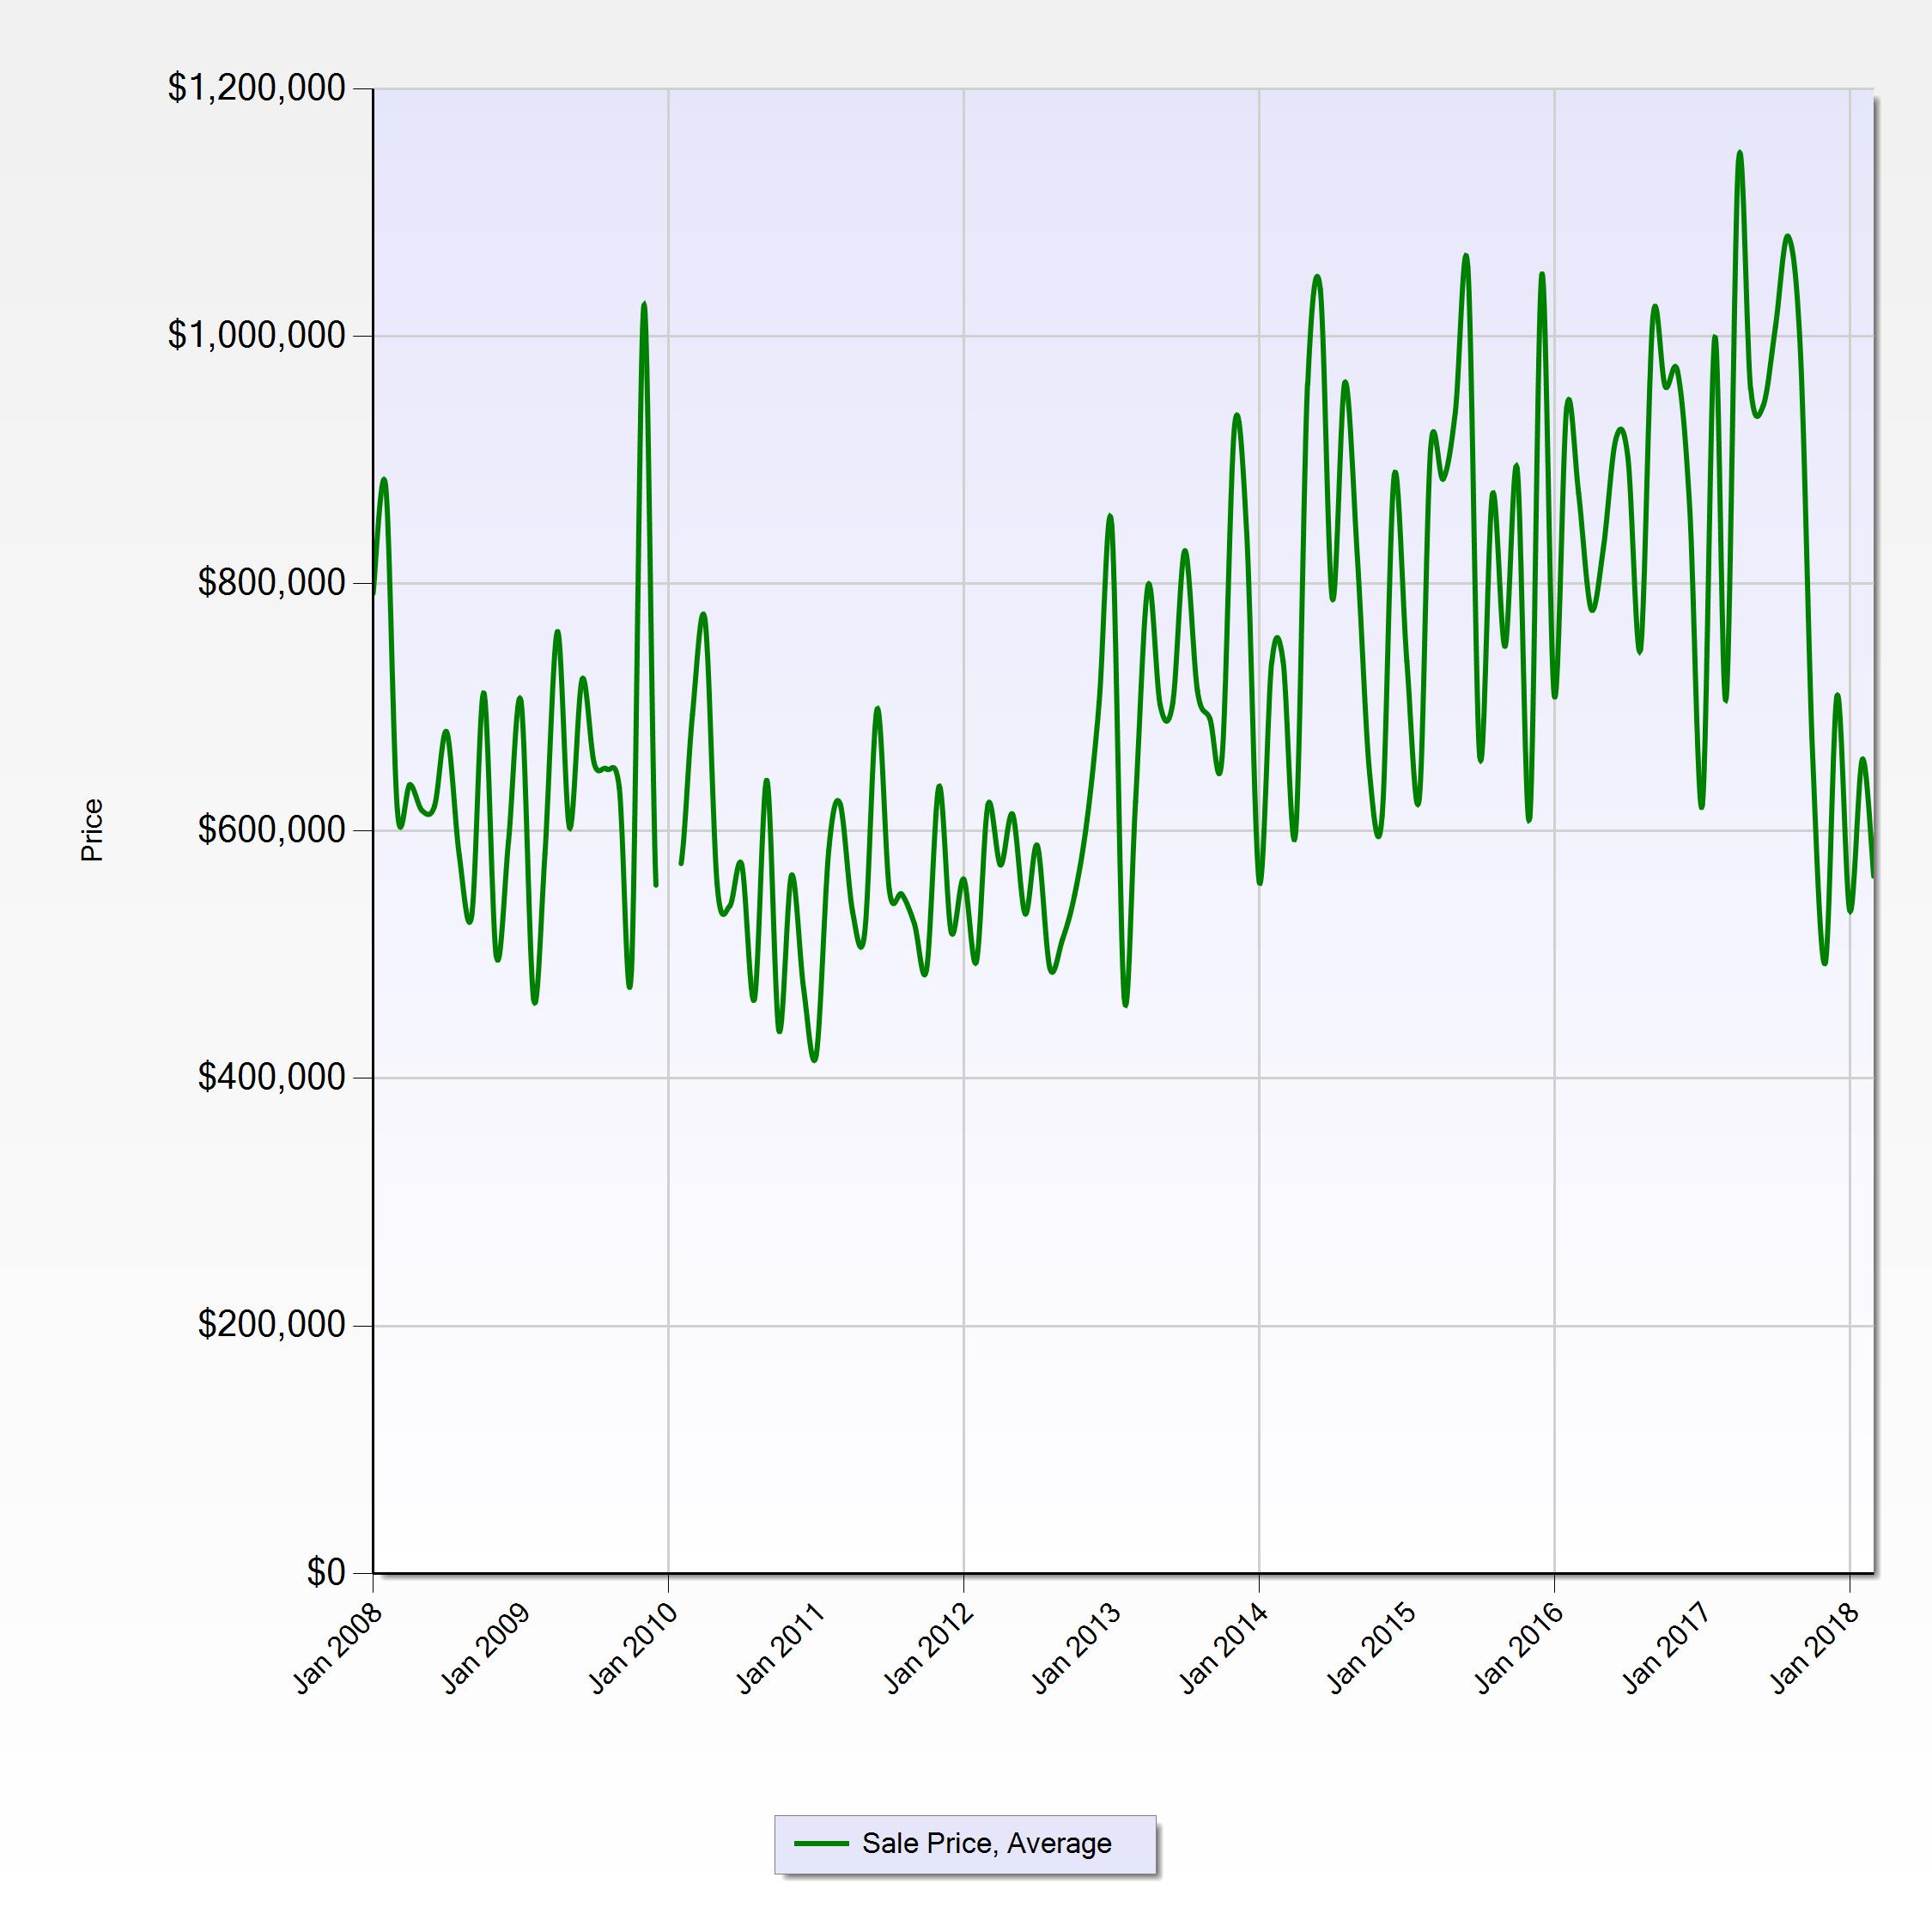 $1,200,000
$1,000,000
$800,000
$600,000
$400,000
$200,000
$0
Price
Jan 2008
Jan 2009
Jan 2010
Jan 2011
Jan 2012
Jan 2013
Jan 2014
Jan 2015
Jan 2016
Jan 2017
Jan 2018
Sale Price, Average